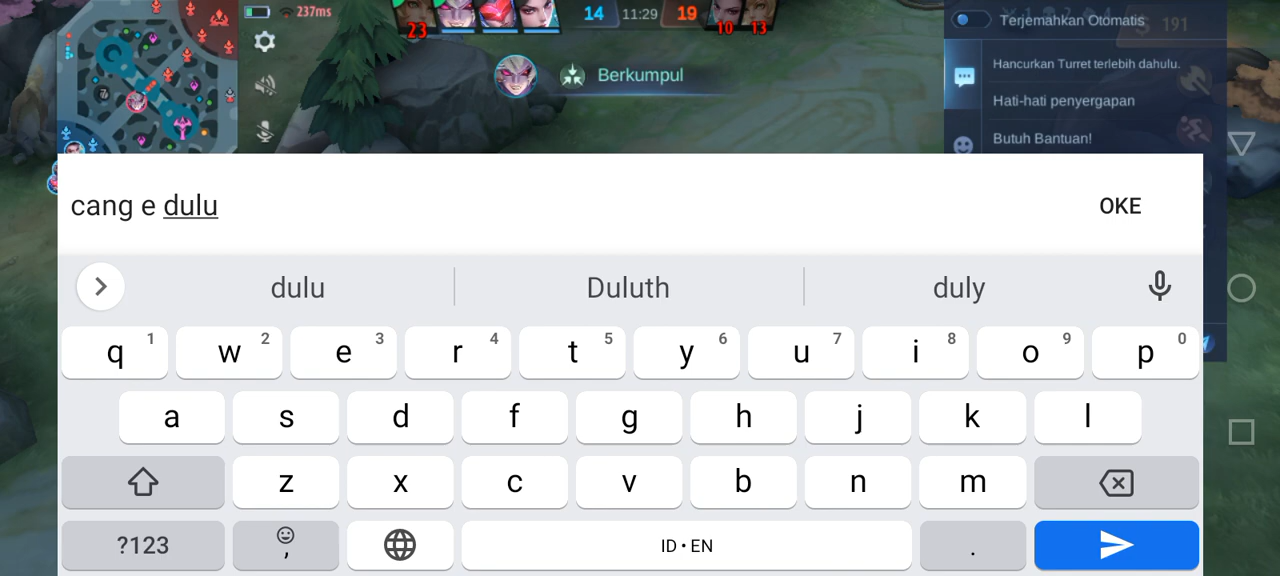 237ms
14 11:29 19
23
10 13
Berkumpul
Terjemahkan Otomatis
191
Hancurkan Turret terlebih dahulu.
Hati-hati penyergapan
Butuh Bantuan!
cang e dulu
OKE
dulu Duluth duly
q 1 w 2 e 3 r 4 t 5 y 6 u 7 i 8 o 9 p 0
a s d f g h j k l
z x c v b n m
?123 , ID • EN .